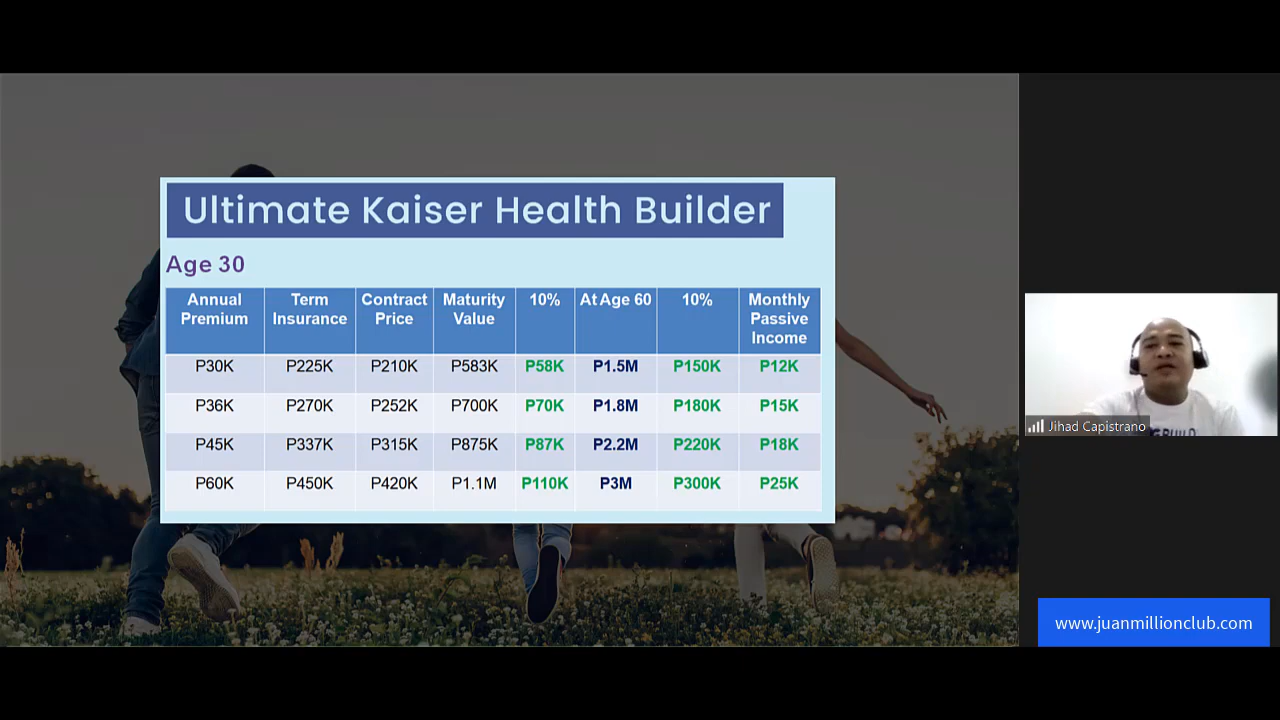 Ultimate Kaiser Health Builder
Age 30
Annual Premium Term Insurance Contract Price Maturity Value 10% At Age 60 10% Monthly Passive Income
P30K P225K P210K P583K P58K P1.5M P150K P12K
P36K P270K P252K P700K P70K P1.8M P180K P15K
P45K P337K P315K P875K P87K P2.2M P220K P18K
P60K P450K P420K P1.1M P110K P3M P300K P25K
Jihad Capistrano
www.juanmillionclub.com